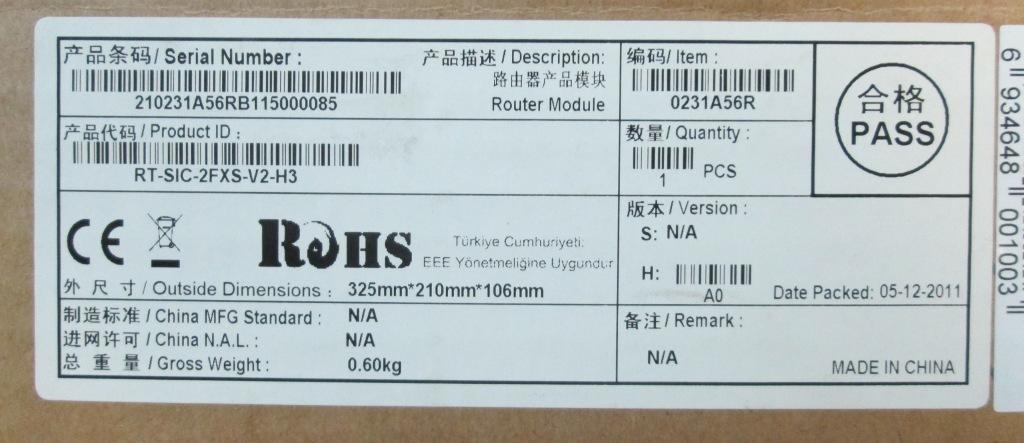 产品条码/ Serial Number :
210231A56RB115000085
产品描述 / Description:
路由器产品模块
Router Module
编码/ Item :
0231A56R
合格
PASS
产品代码/ Product ID :
RT-SIC-2FXS-V2-H3
数量/ Quantity :
1 PCS
CE
RoHS
Türkiye Cumhuriyeti:
EEE Yönetmeliğine Uygundur
版本/ Version :
S: N/A
H:
A0
Date Packed: 05-12-2011
外 尺 寸 / Outside Dimensions : 325mm*210mm*106mm
制造标准 / China MFG Standard : N/A
进网许可 / China N.A.L. : N/A
总 重 量 / Gross Weight : 0.60kg
备注/ Remark :
N/A
MADE IN CHINA
6 934648 001003